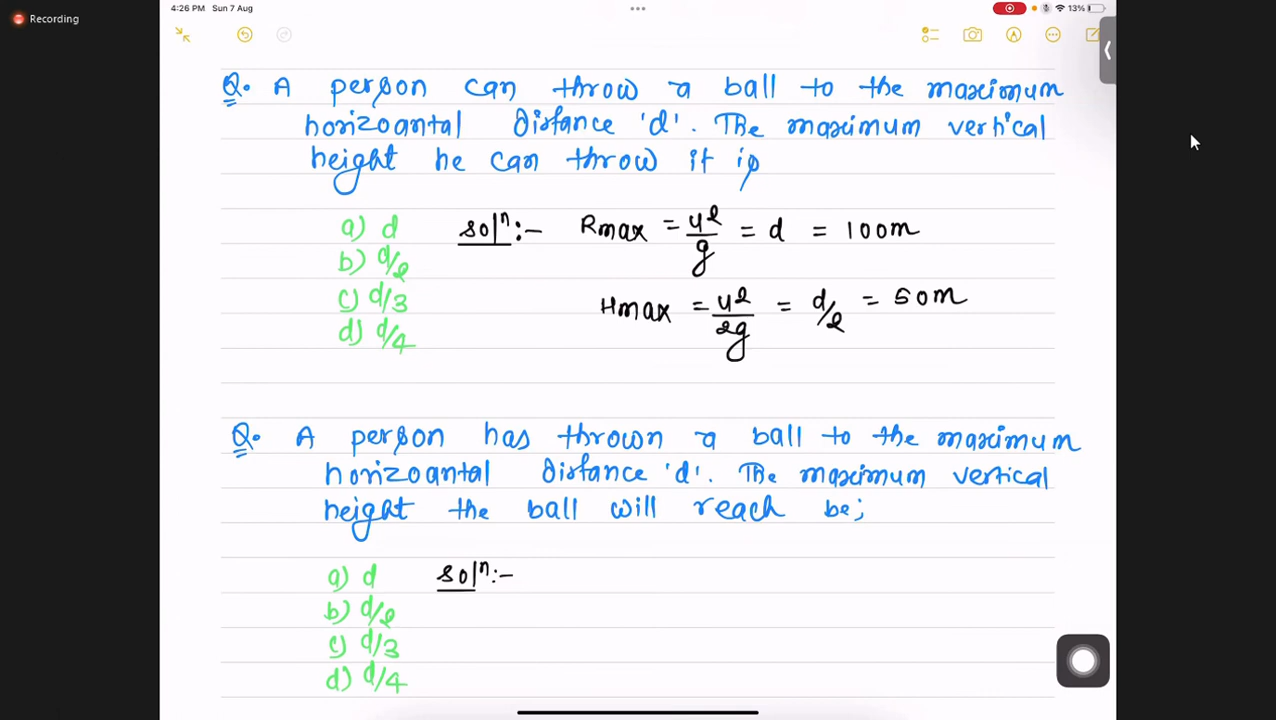 Recording
4:26 PM Sun 7 Aug
13%
Q. A person can throw a ball to the maximum
horizoantal distance 'd'. The maximum vertical
height he can throw it is
a) d
b) d/2
c) d/3
d) d/4
Solⁿ:-
Rmax = u²/g = d = 100m
Hmax = u²/2g = d/2 = 50m
Q. A person has thrown a ball to the maximum
horizoantal distance 'd'. The maximum vertical
height the ball will reach be;
a) d
b) d/2
c) d/3
d) d/4
Solⁿ:-